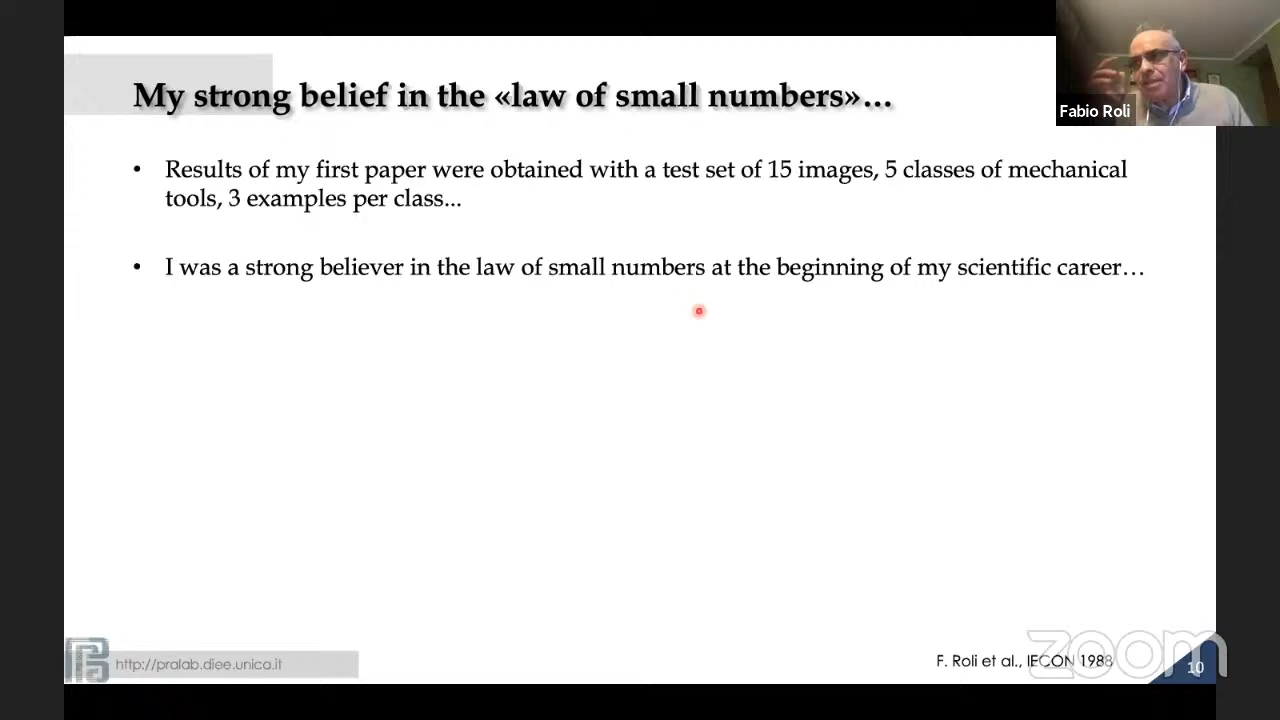 My strong belief in the «law of small numbers»…
Fabio Roli
• Results of my first paper were obtained with a test set of 15 images, 5 classes of mechanical
tools, 3 examples per class...
• I was a strong believer in the law of small numbers at the beginning of my scientific career…
http://pralab.diee.unica.it
F. Roli et al., IECON 1988
zoom
10